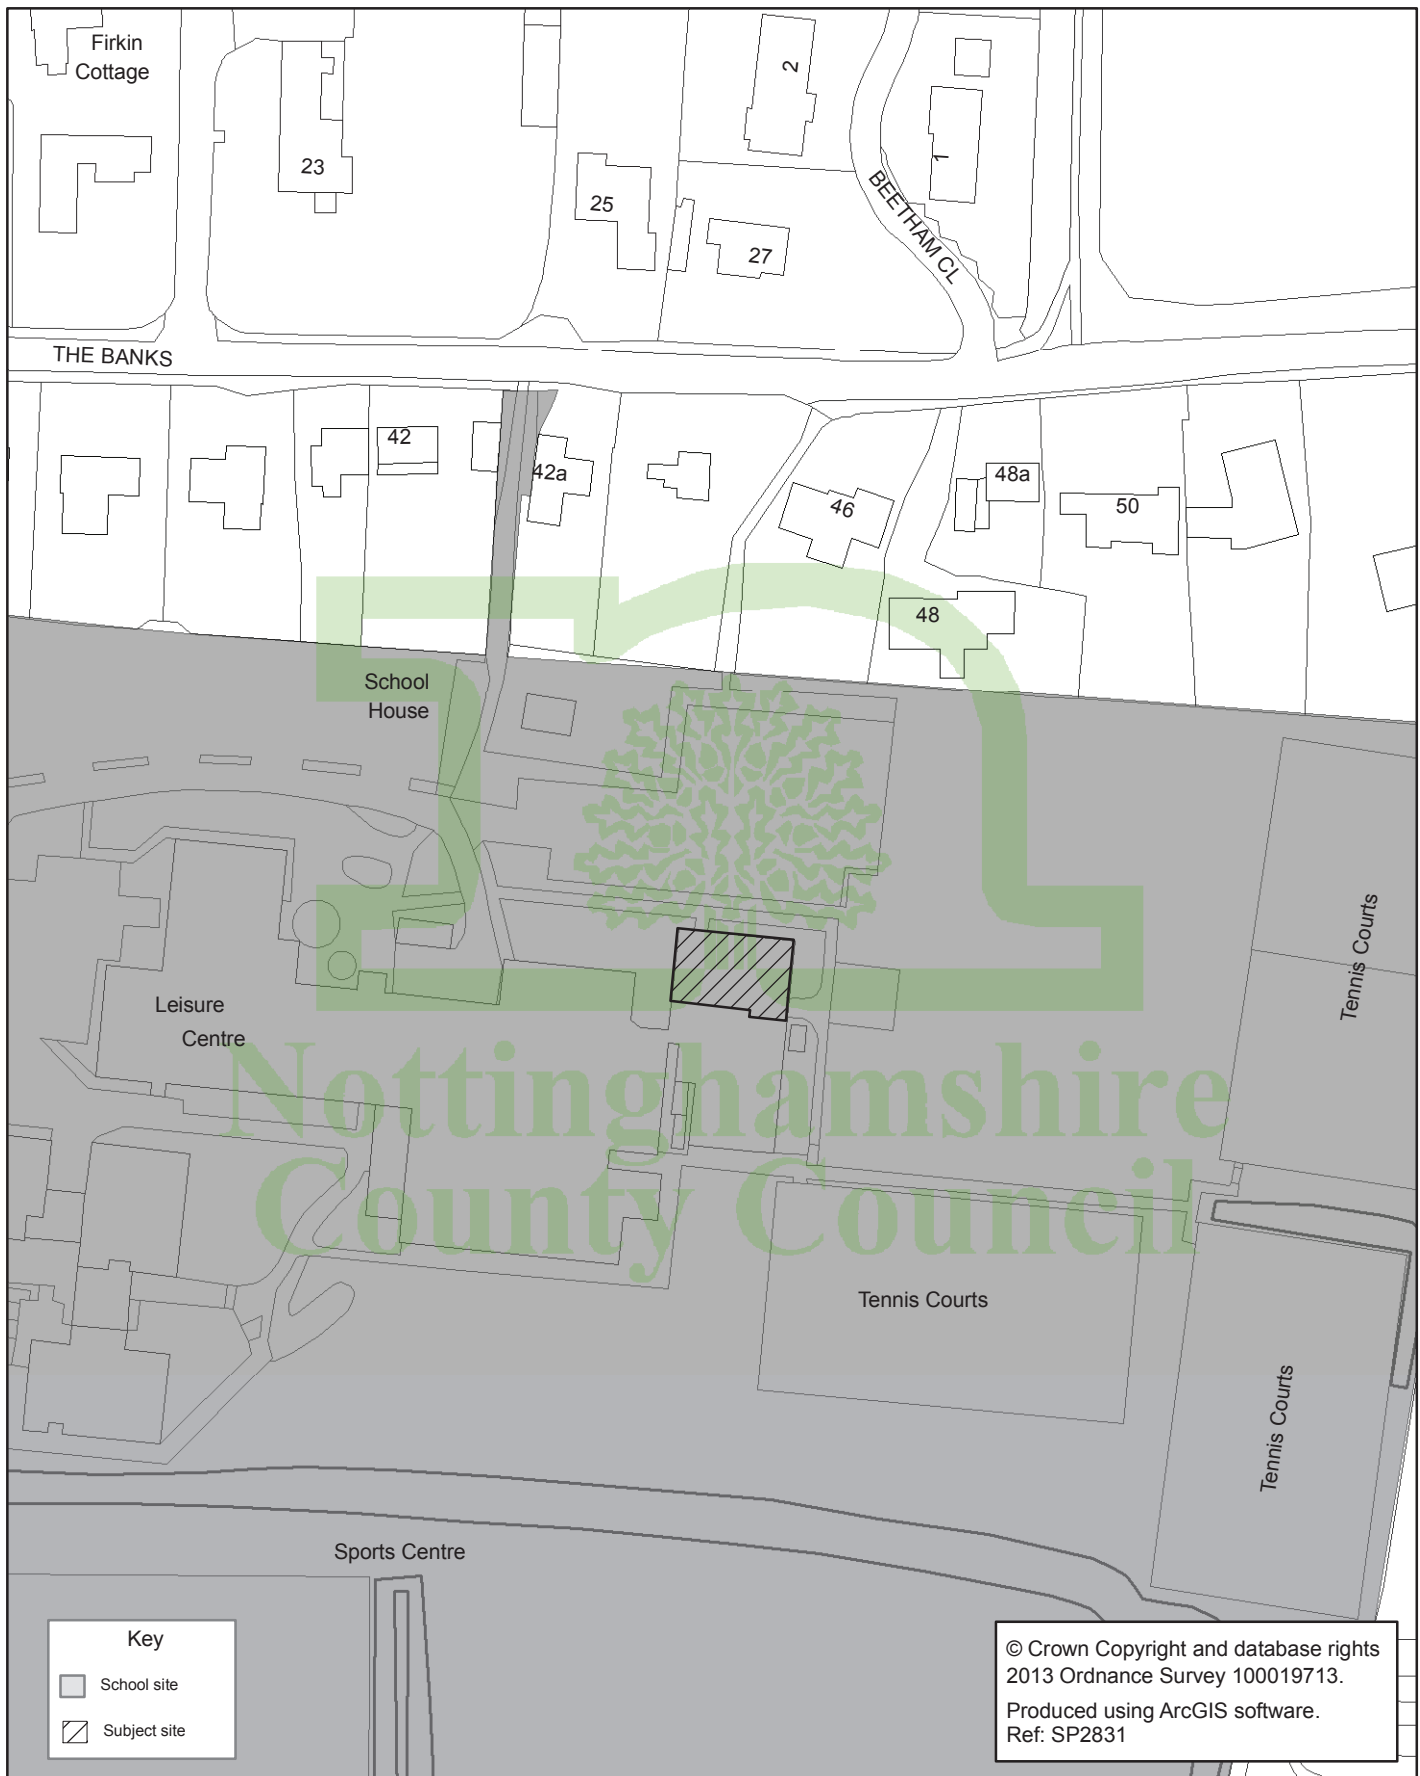 Firkin
Cottage
2
1
23
25
27
BEETHAM CL
THE BANKS
42
42a
46
48a
50
48
School
House
Leisure
Centre
Tennis Courts
Nottinghamshire
County Council
Tennis Courts
Tennis Courts
Sports Centre
Key
School site
Subject site
© Crown Copyright and database rights
2013 Ordnance Survey 100019713.
Produced using ArcGIS software.
Ref: SP2831